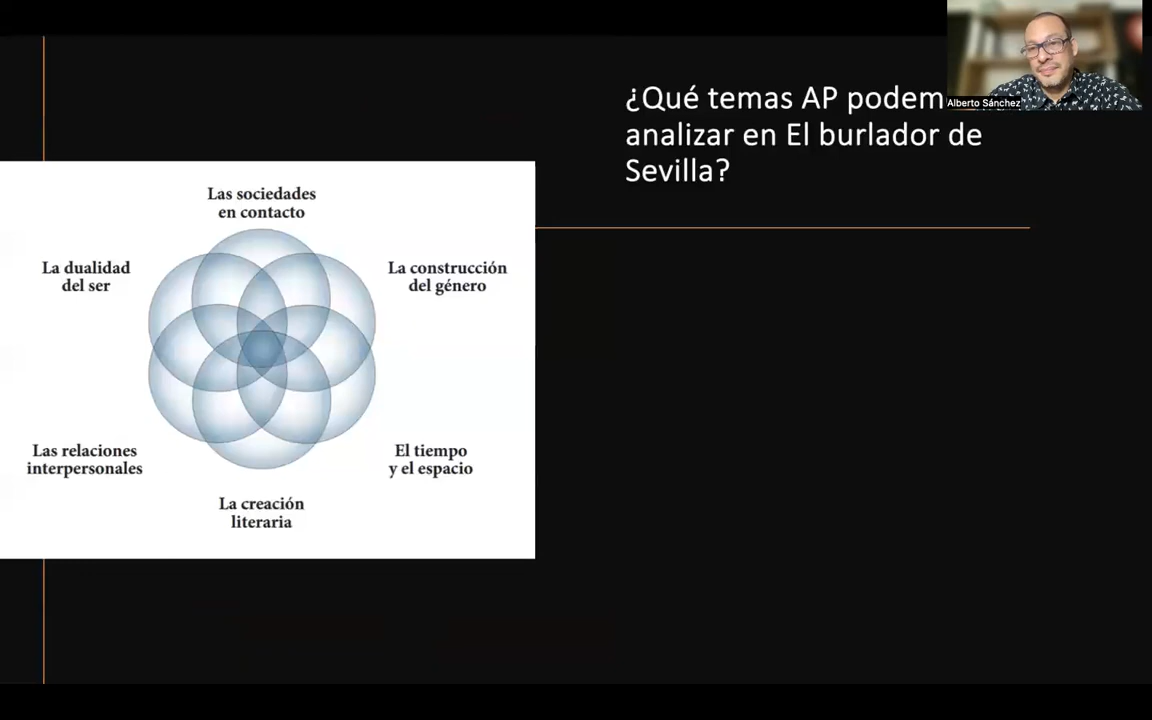 ¿Qué temas AP podem
analizar en El burlador de
Sevilla?
Alberto Sánchez
Las sociedades
en contacto
La dualidad
del ser
La construcción
del género
Las relaciones
interpersonales
El tiempo
y el espacio
La creación
literaria